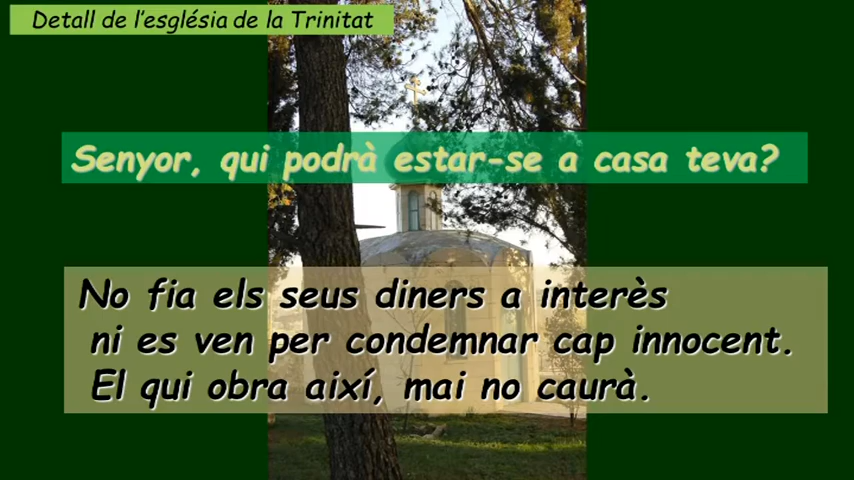 Detall de l’església de la Trinitat
Senyor, qui podrà estar-se a casa teva?
No fia els seus diners a interès
ni es ven per condemnar cap innocent.
El qui obra així, mai no caurà.